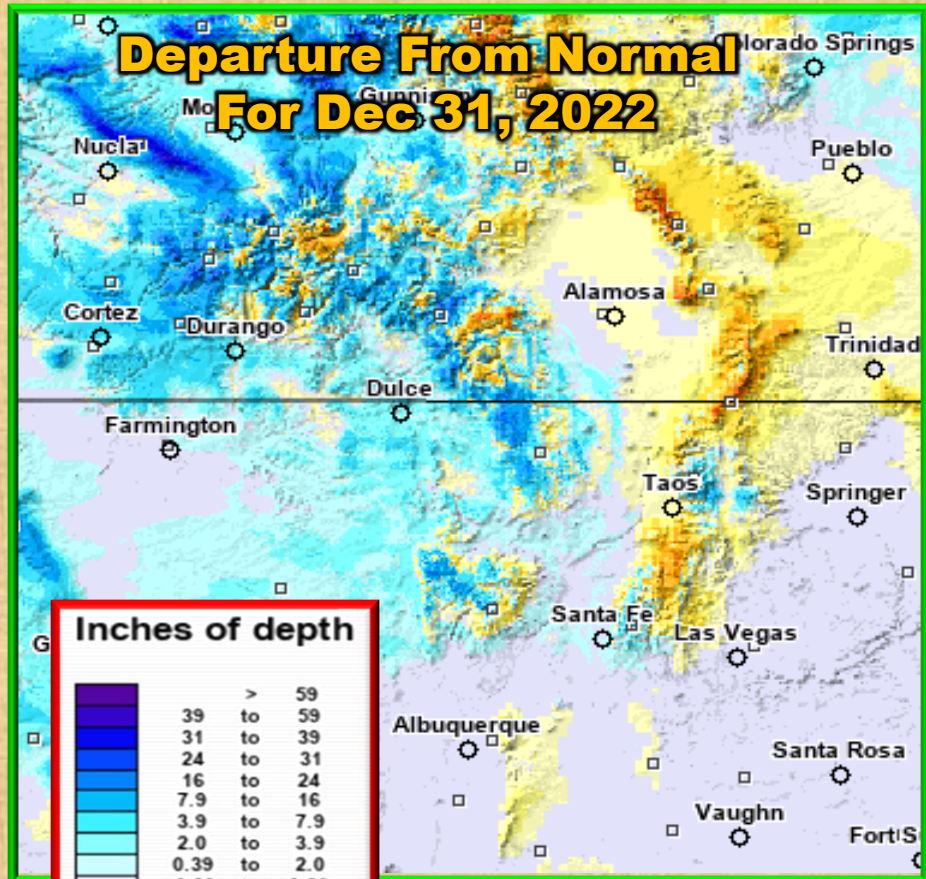 Departure From Normal
For Dec 31, 2022
lorado Springs
Mo
Nucla
Pueblo
Alamosa
Cortez
Durango
Trinidad
Dulce
Farmington
Taos
Springer
Santa Fe
Las Vegas
G
Inches of depth
> 59
39 to 59
31 to 39
24 to 31
16 to 24
7.9 to 16
3.9 to 7.9
2.0 to 3.9
0.39 to 2.0
Albuquerque
Santa Rosa
Vaughn
Fort S